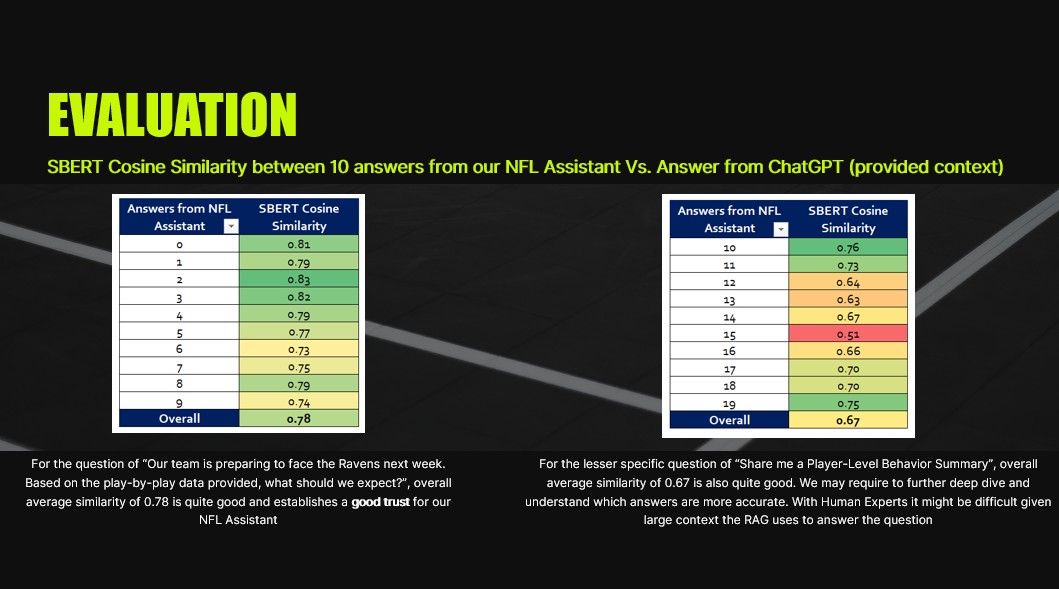 EVALUATION
SBERT Cosine Similarity between 10 answers from our NFL Assistant Vs. Answer from ChatGPT (provided context)
Answers from NFL Assistant SBERT Cosine Similarity
0 0.81
1 0.79
2 0.83
3 0.82
4 0.79
5 0.77
6 0.73
7 0.75
8 0.79
9 0.74
Overall 0.78
For the question of “Our team is preparing to face the Ravens next week.
Based on the play-by-play data provided, what should we expect?”, overall
average similarity of 0.78 is quite good and establishes a good trust for our
NFL Assistant
Answers from NFL Assistant SBERT Cosine Similarity
10 0.76
11 0.73
12 0.64
13 0.63
14 0.67
15 0.51
16 0.66
17 0.70
18 0.70
19 0.75
Overall 0.67
For the lesser specific question of “Share me a Player-Level Behavior Summary”, overall
average similarity of 0.67 is also quite good. We may require to further deep dive and
understand which answers are more accurate. With Human Experts it might be difficult given
large context the RAG uses to answer the question